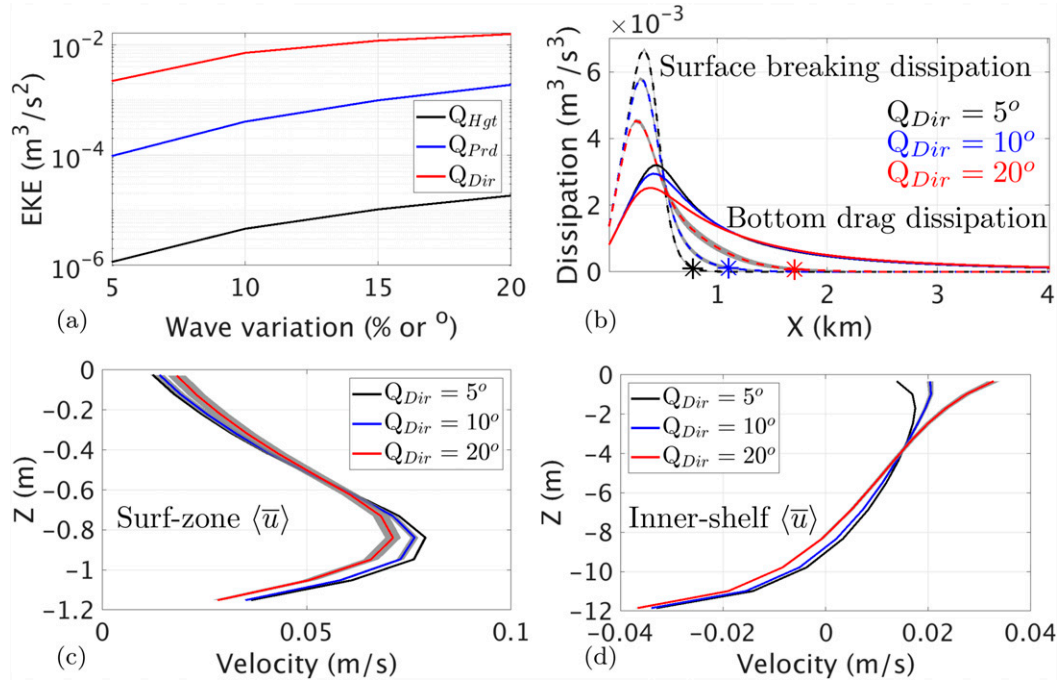 EKE (m³/s²)
10⁻²
10⁻⁴
10⁻⁶
Q_Hgt
Q_Prd
Q_Dir
5 10 15 20
(a) Wave variation (% or °)
×10⁻³
Dissipation (m³/s³)
6
4
2
0
Surface breaking dissipation
Q_Dir = 5°
Q_Dir = 10°
Q_Dir = 20°
Bottom drag dissipation
1 2 3 4
(b) X (km)
Z (m)
0
-0.2
-0.4
-0.6
-0.8
-1
-1.2
Q_Dir = 5°
Q_Dir = 10°
Q_Dir = 20°
Surf-zone ⟨u̅⟩
0 0.05 0.1
(c) Velocity (m/s)
Z (m)
0
-2
-4
-6
-8
-10
-12
Q_Dir = 5°
Q_Dir = 10°
Q_Dir = 20°
Inner-shelf ⟨u̅⟩
-0.04 -0.02 0 0.02 0.04
(d) Velocity (m/s)